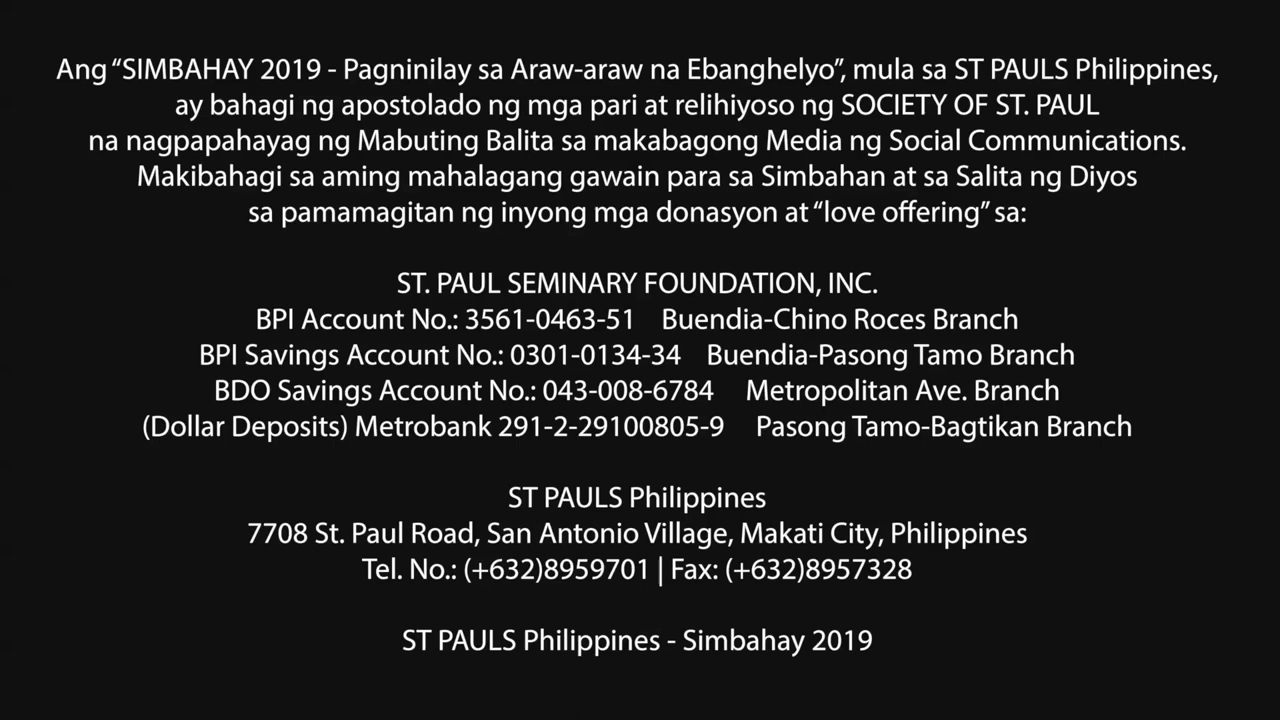 Ang “SIMBAHAY 2019 - Pagninilay sa Araw-araw na Ebanghelyo”, mula sa ST PAULS Philippines,
ay bahagi ng apostolado ng mga pari at relihiyoso ng SOCIETY OF ST. PAUL
na nagpapahayag ng Mabuting Balita sa makabagong Media ng Social Communications.
Makibahagi sa aming mahalagang gawain para sa Simbahan at sa Salita ng Diyos
sa pamamagitan ng inyong mga donasyon at “love offering” sa:
ST. PAUL SEMINARY FOUNDATION, INC.
BPI Account No.: 3561-0463-51 Buendia-Chino Roces Branch
BPI Savings Account No.: 0301-0134-34 Buendia-Pasong Tamo Branch
BDO Savings Account No.: 043-008-6784 Metropolitan Ave. Branch
(Dollar Deposits) Metrobank 291-2-29100805-9 Pasong Tamo-Bagtikan Branch
ST PAULS Philippines
7708 St. Paul Road, San Antonio Village, Makati City, Philippines
Tel. No.: (+632)8959701 | Fax: (+632)8957328
ST PAULS Philippines - Simbahay 2019